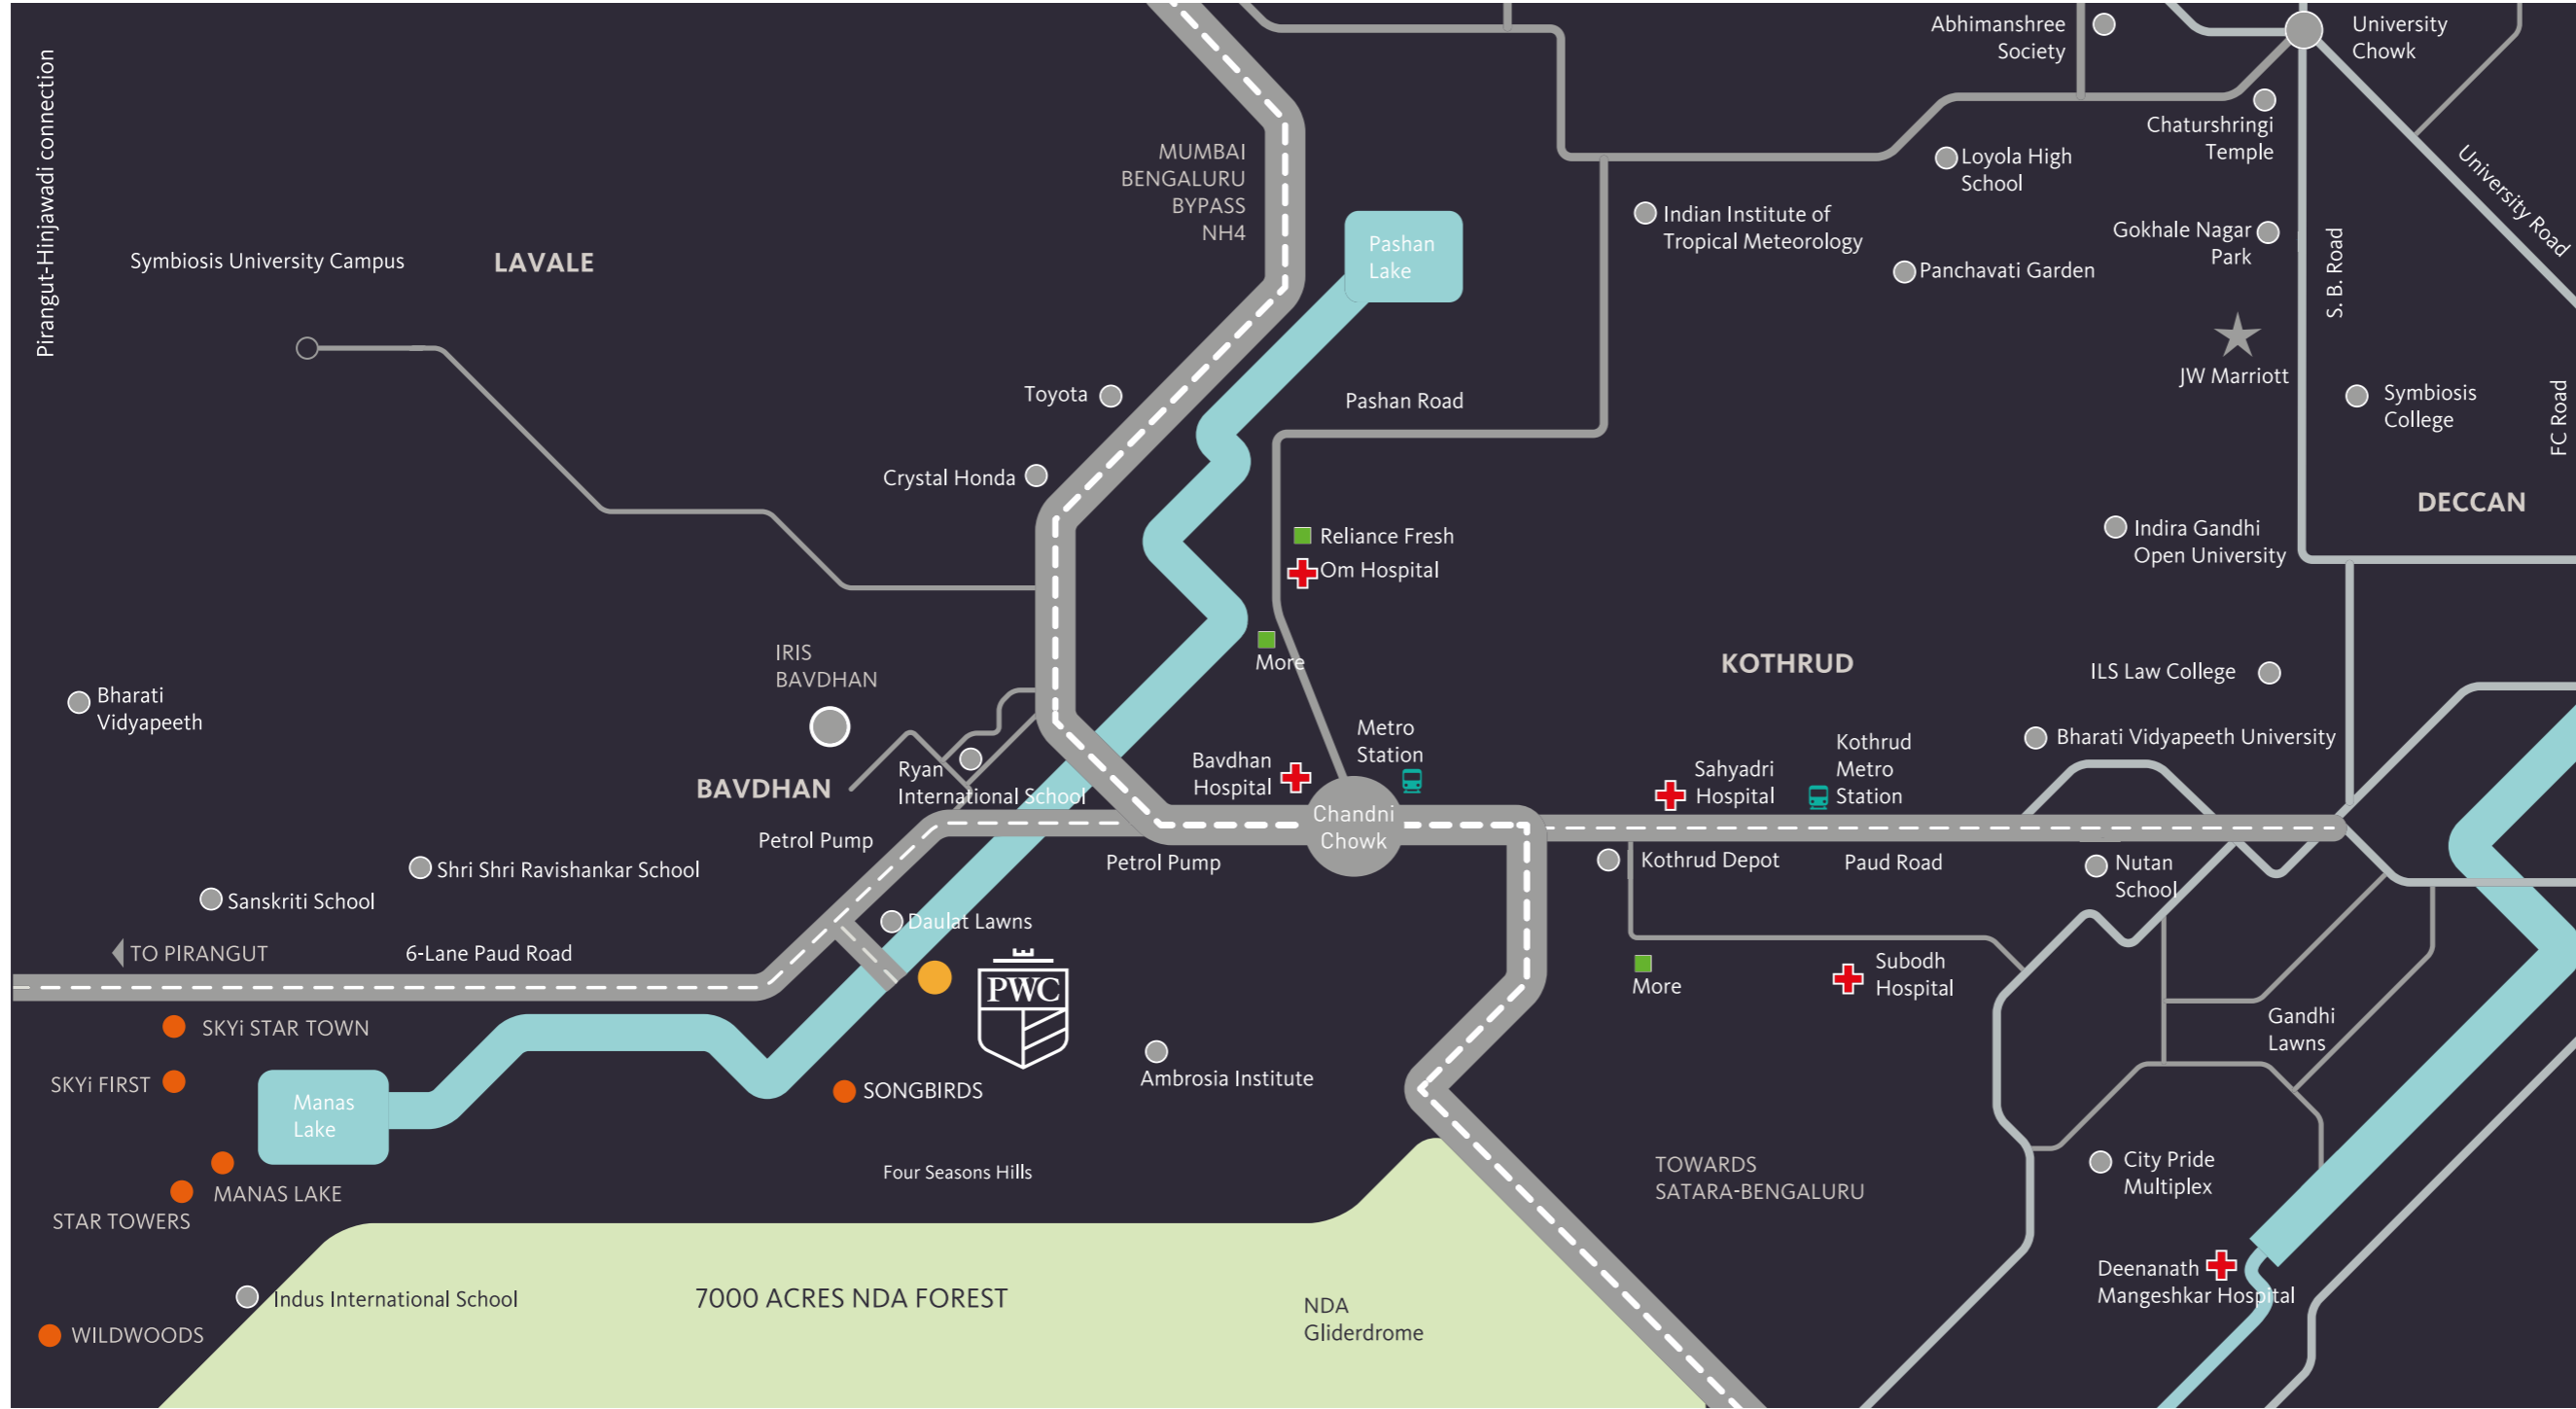 Pirangut-Hinjawadi connection
Symbiosis University Campus
LAVALE
MUMBAI
BENGALURU
BYPASS
NH4
Pashan
Lake
Abhimanshree
Society
University
Chowk
Chaturshringi
Temple
University Road
Loyola High
School
Indian Institute of
Tropical Meteorology
Gokhale Nagar
Park
Panchavati Garden
S. B. Road
JW Marriott
Symbiosis
College
FC Road
Toyota
Pashan Road
Crystal Honda
DECCAN
Reliance Fresh
Om Hospital
Indira Gandhi
Open University
More
IRIS
BAVDHAN
KOTHRUD
ILS Law College
Bharati
Vidyapeeth
Metro
Station
Bavdhan
Hospital
Kothrud
Metro
Station
Sahyadri
Hospital
Bharati Vidyapeeth University
BAVDHAN
Ryan
International School
Chandni
Chowk
Petrol Pump
Petrol Pump
Kothrud Depot
Paud Road
Nutan
School
Shri Shri Ravishankar School
Sanskriti School
Daulat Lawns
TO PIRANGUT
6-Lane Paud Road
PWC
More
Subodh
Hospital
Gandhi
Lawns
SKYi STAR TOWN
SKYi FIRST
Manas
Lake
SONGBIRDS
Ambrosia Institute
Four Seasons Hills
MANAS LAKE
STAR TOWERS
TOWARDS
SATARA-BENGALURU
City Pride
Multiplex
Deenanath
Mangeshkar Hospital
Indus International School
7000 ACRES NDA FOREST
NDA
Gliderdrome
WILDWOODS